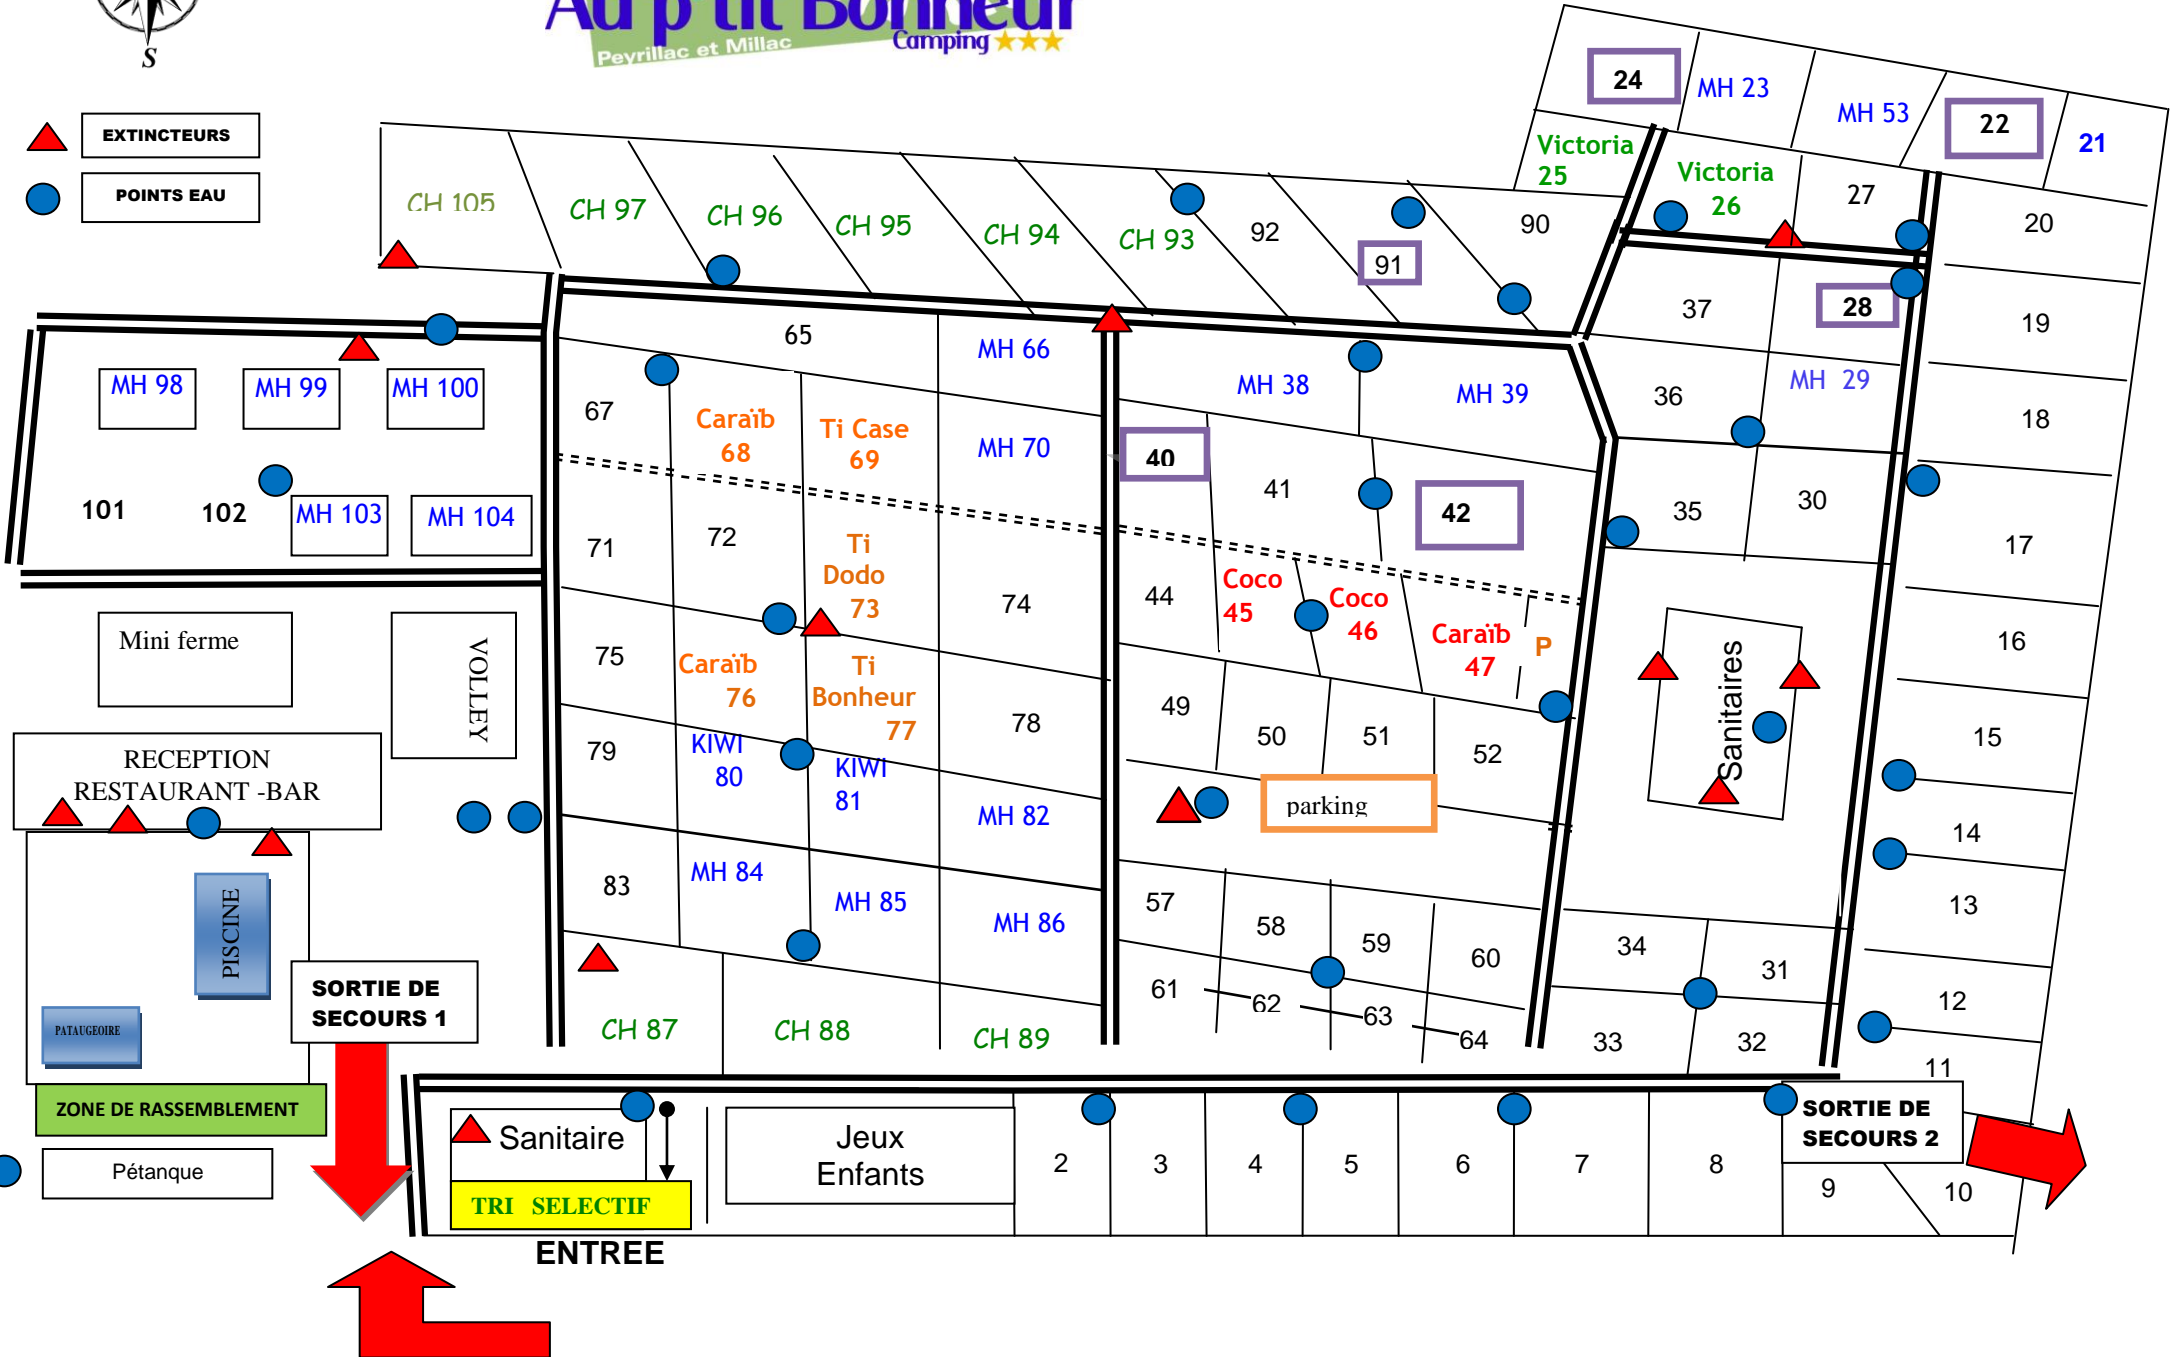 S
Au p'tit Bonheur
Camping
Peyrillac et Millac
EXTINCTEURS
POINTS EAU
24
MH 23
MH 53
22
21
Victoria
25
Victoria
26
27
20
CH 105
CH 97
CH 96
CH 95
CH 94
CH 93
92
91
90
37
28
19
65
MH 66
MH 38
MH 39
36
MH 29
18
MH 98
MH 99
MH 100
67
Caraïb
68
Ti Case
69
MH 70
40
41
42
35
30
17
101
102
MH 103
MH 104
71
72
Ti
Dodo
73
74
44
Coco
45
Coco
46
Caraïb
47
P
16
Mini ferme
VOLLEY
75
Caraïb
76
Ti
Bonheur
77
78
49
50
51
52
Sanitaires
15
RECEPTION
RESTAURANT -BAR
79
KIWI
80
KIWI
81
MH 82
parking
14
PISCINE
83
MH 84
MH 85
MH 86
57
58
59
60
34
31
13
PATAUGEOIRE
SORTIE DE
SECOURS 1
CH 87
CH 88
CH 89
61
62
63
64
33
32
12
11
ZONE DE RASSEMBLEMENT
Pétanque
Sanitaire
TRI SELECTIF
Jeux
Enfants
2
3
4
5
6
7
8
SORTIE DE
SECOURS 2
9
10
ENTREE